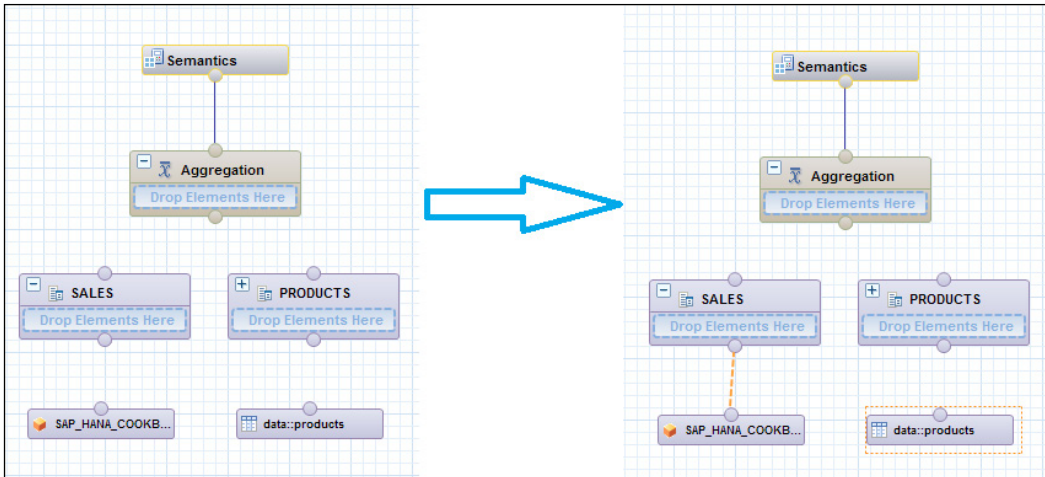 Semantics
Aggregation
Drop Elements Here
SALES
Drop Elements Here
PRODUCTS
Drop Elements Here
SAP_HANA_COOKB...
data::products
Semantics
Aggregation
Drop Elements Here
SALES
Drop Elements Here
PRODUCTS
Drop Elements Here
SAP_HANA_COOKB...
data::products